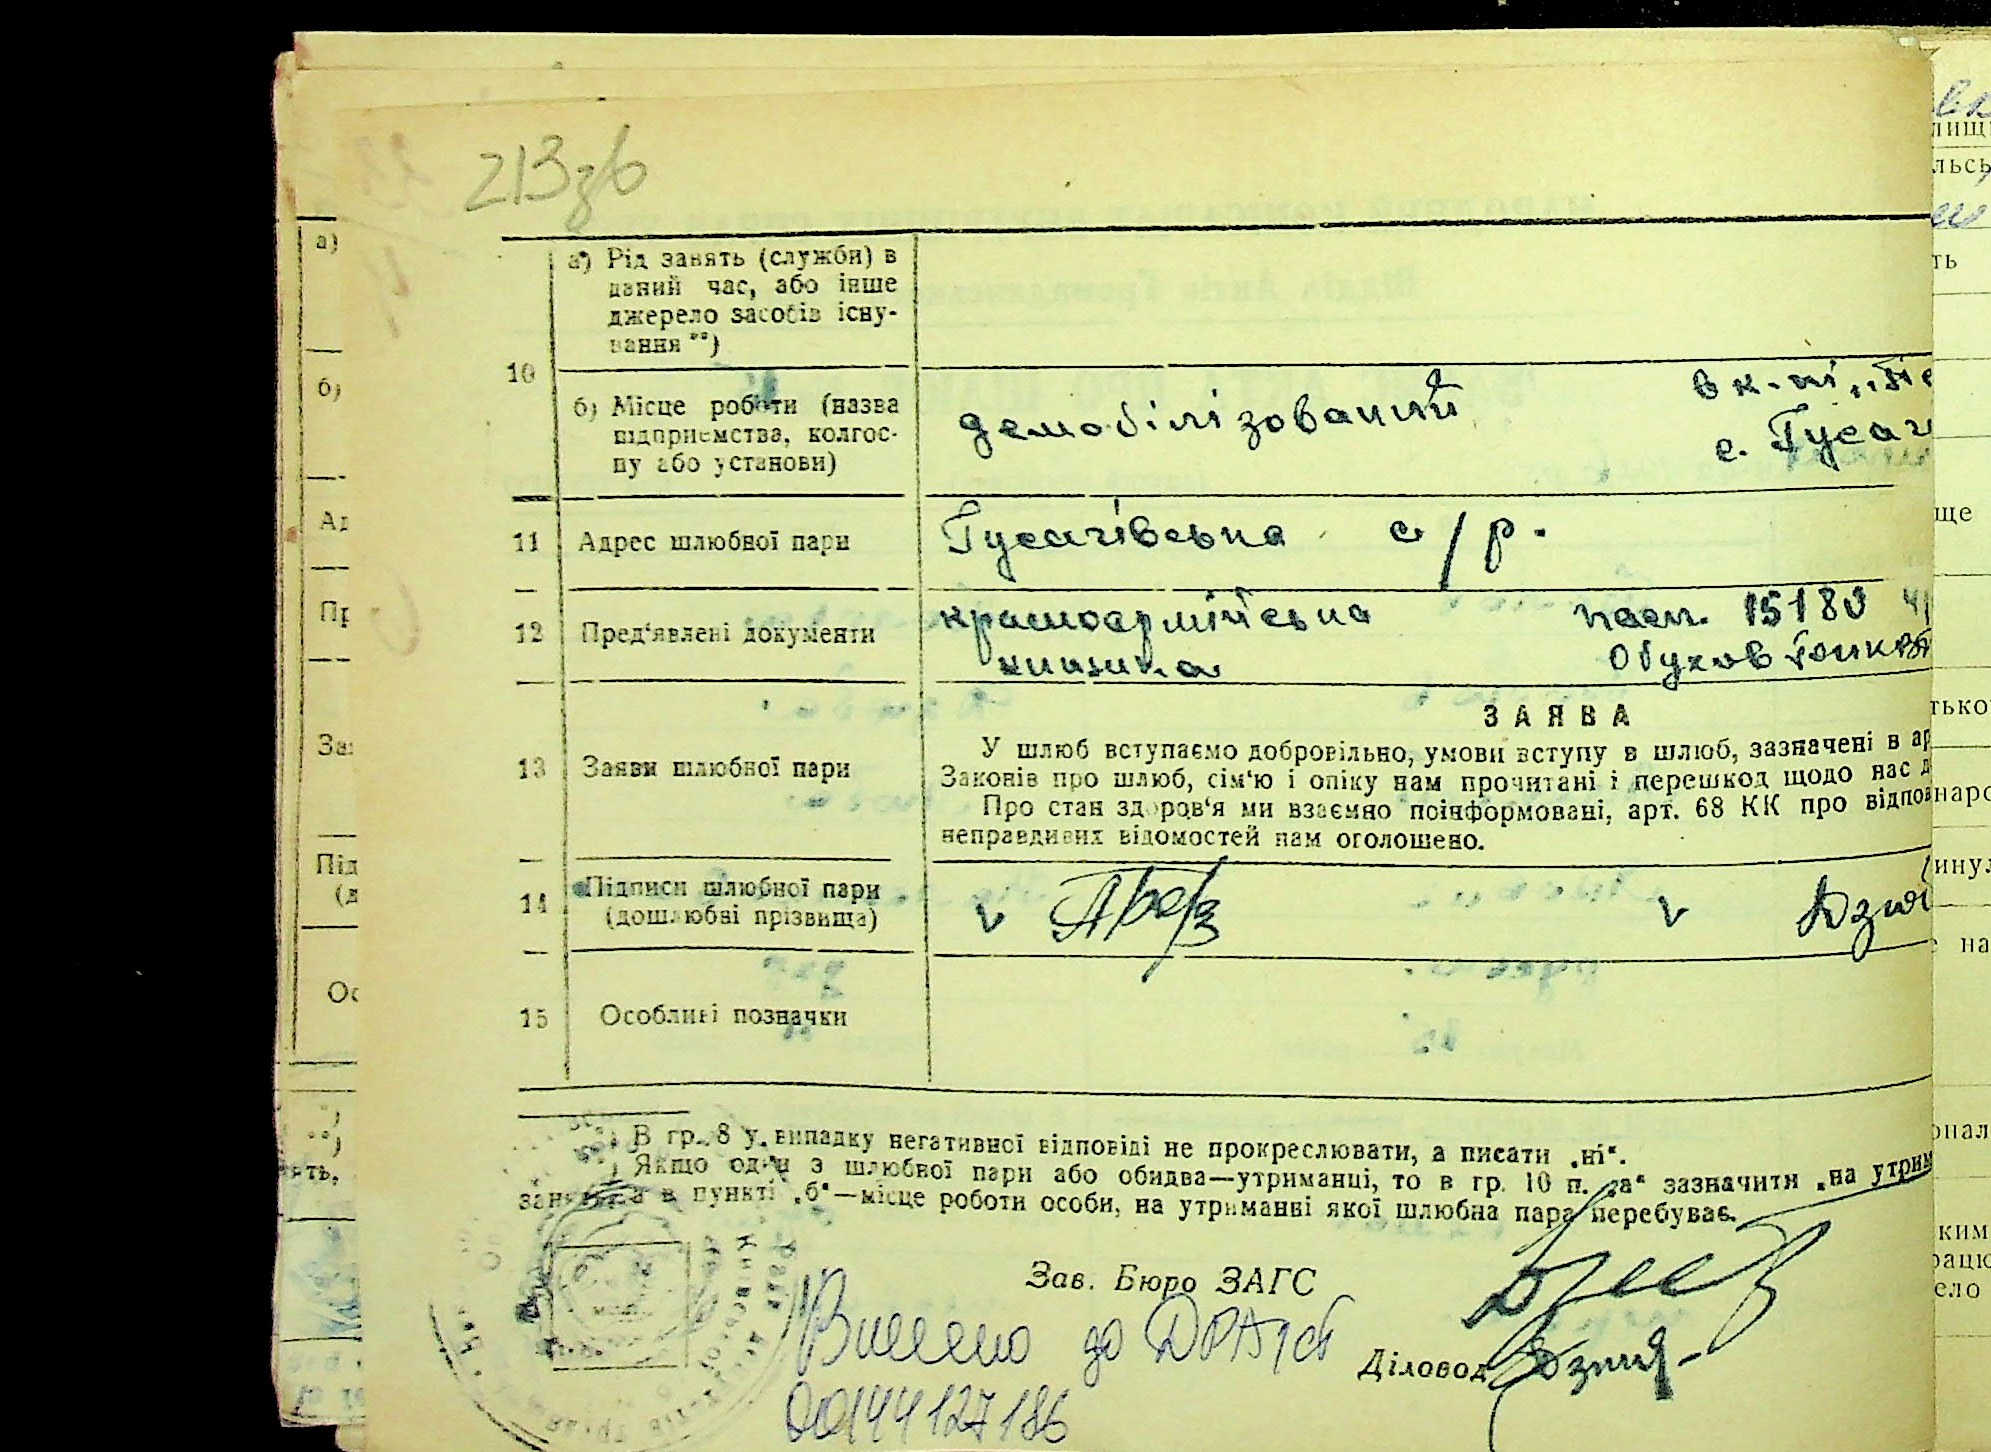 213зв
10
а*) Рід занять (служби) в
даний час, або інше
джерело засобів існу-
вання **)
б) Місце роботи (назва
підприємства, колгос-
пу або установи)
демобілізований
в к-пі
с. Гусач
11 Адрес шлюбної пари
Гусачівська с/р.
12 Пред'явлені документи
красноармійська
книжка
пасп. 15180
Обухов
13 Заяви шлюбної пари
ЗАЯВА
У шлюб вступаємо добровільно, умови вступу в шлюб, зазначені в ар
Законів про шлюб, сім'ю і опіку нам прочитані і перешкод щодо нас
Про стан здоров'я ми взаємно поінформовані, арт. 68 КК про відпов
неправдивих відомостей нам оголошено.
14 Підписи шлюбної пари
(дошлюбні прізвища)
v v
15 Особливі позначки
В гр. 8 у випадку негативної відповіді не прокреслювати, а писати „ні".
Якщо один з шлюбної пари або обидва—утриманці, то в гр. 10 п. „а" зазначити „на утрим
а в пункті „б"—місце роботи особи, на утриманні якої шлюбна пара перебуває.
Зав. Бюро ЗАГС
Внесено до ДРАЦС
00144127186
Діловод